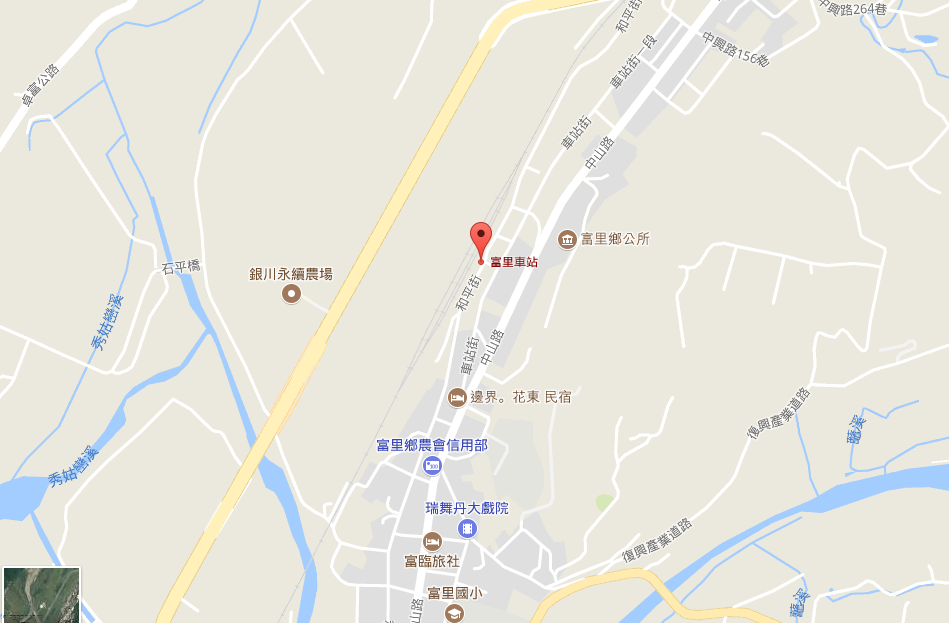 中興路264巷
和平街
中興路156巷
車站街一段
卓富公路
車站街
中山路
富里鄉公所
富里車站
石平橋
銀川永續農場
和平街
秀姑巒溪
車站街
中山路
邊界。花東 民宿
復興產業道路
富里鄉農會信用部
秀姑巒溪
瑞舞丹大戲院
復興產業道路
富臨旅社
富里國小
山路